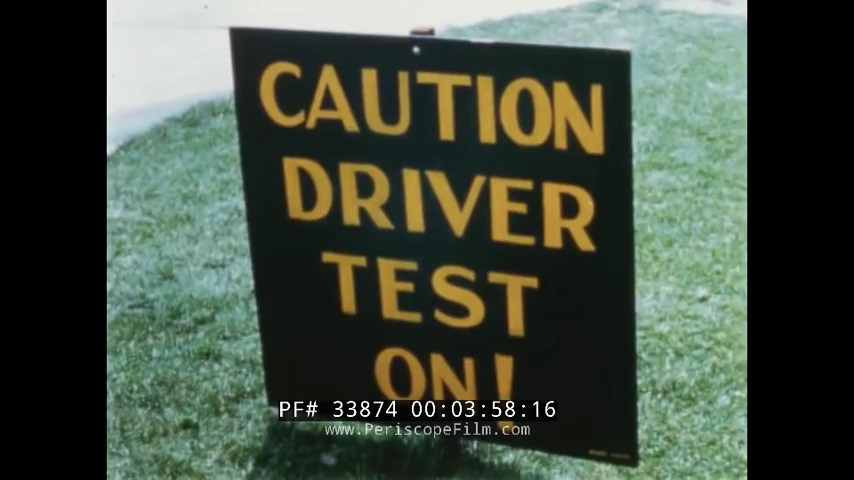 CAUTION
DRIVER
TEST
ON!
PF# 33874 00:03:58:16
www.PeriscopeFilm.com